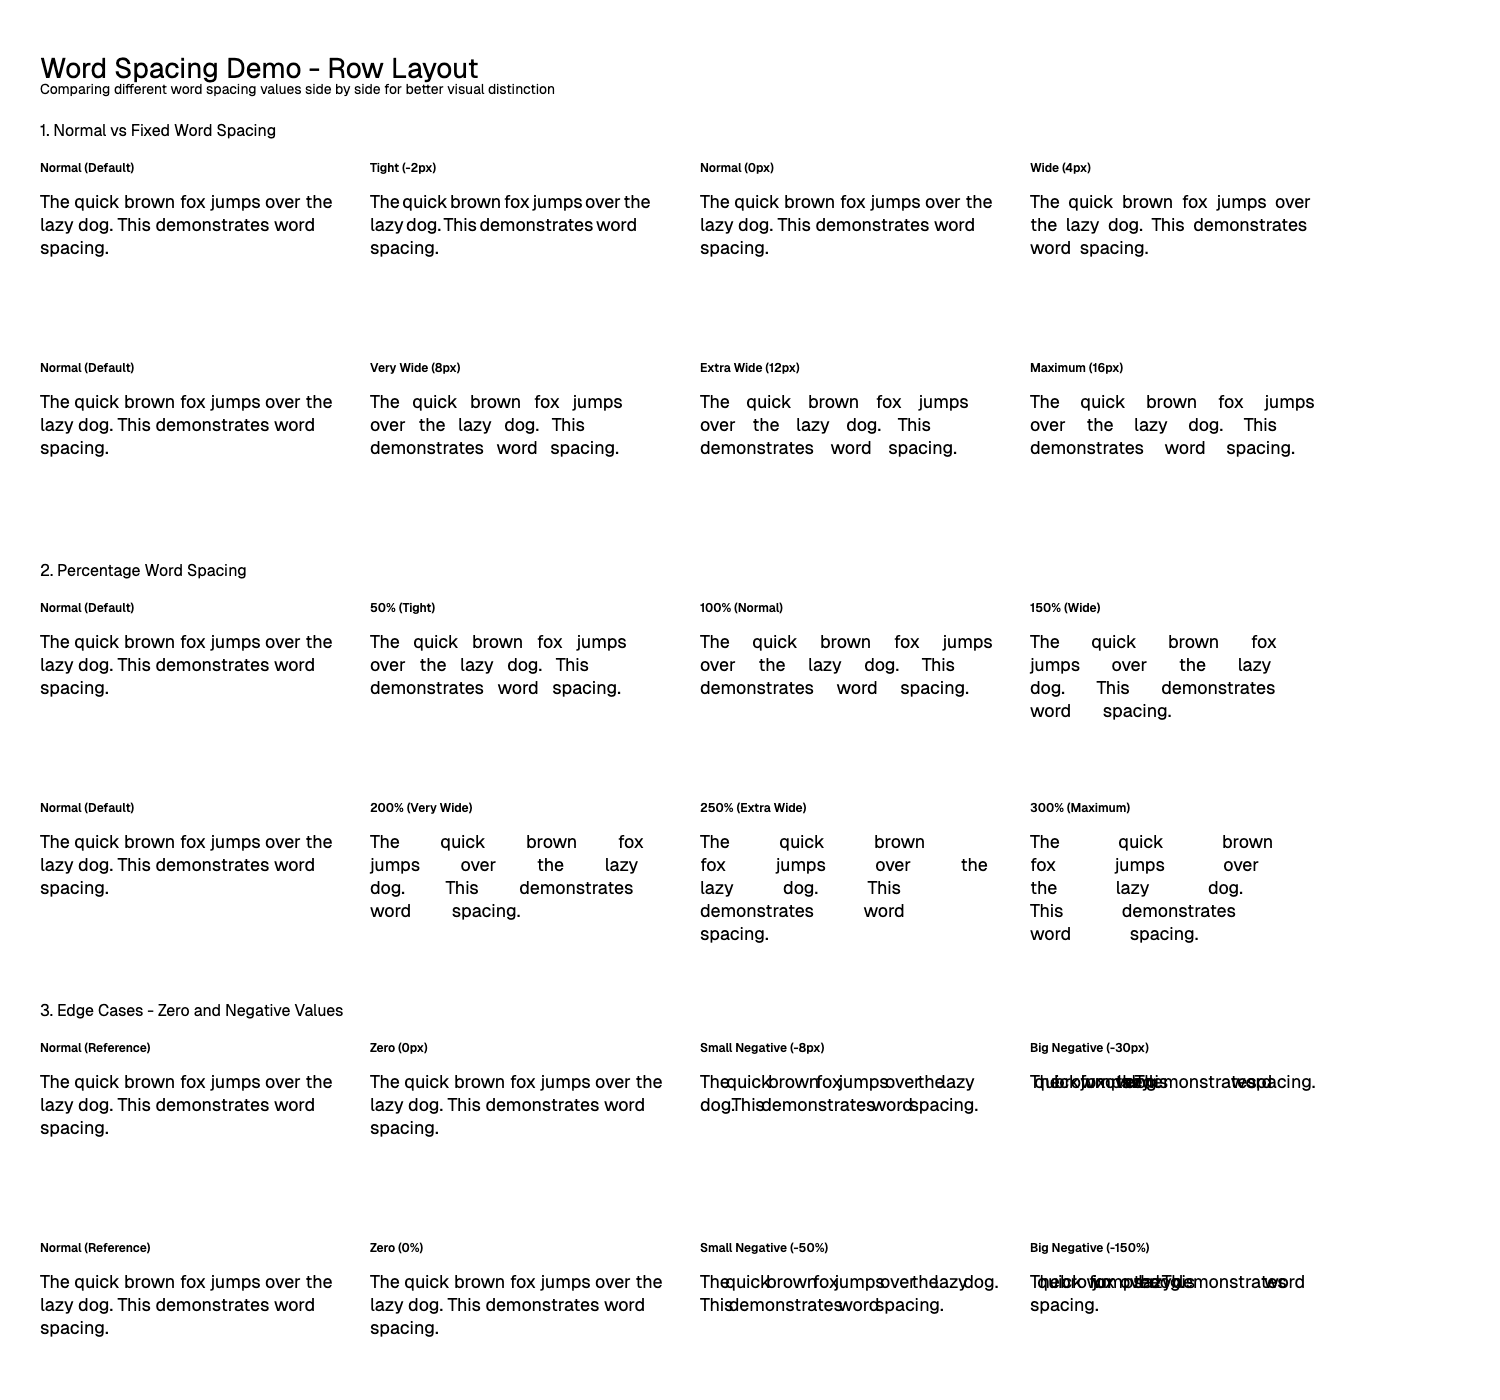 Word Spacing Demo - Row Layout
Comparing different word spacing values side by side for better visual distinction
1. Normal vs Fixed Word Spacing
Normal (Default)
The quick brown fox jumps over the
lazy dog. This demonstrates word
spacing.
Tight (-2px)
The quick brown fox jumps over the
lazy dog. This demonstrates word
spacing.
Normal (0px)
The quick brown fox jumps over the
lazy dog. This demonstrates word
spacing.
Wide (4px)
The quick brown fox jumps over
the lazy dog. This demonstrates
word spacing.
Normal (Default)
The quick brown fox jumps over the
lazy dog. This demonstrates word
spacing.
Very Wide (8px)
The quick brown fox jumps
over the lazy dog. This
demonstrates word spacing.
Extra Wide (12px)
The quick brown fox jumps
over the lazy dog. This
demonstrates word spacing.
Maximum (16px)
The quick brown fox jumps
over the lazy dog. This
demonstrates word spacing.
2. Percentage Word Spacing
Normal (Default)
The quick brown fox jumps over the
lazy dog. This demonstrates word
spacing.
50% (Tight)
The quick brown fox jumps
over the lazy dog. This
demonstrates word spacing.
100% (Normal)
The quick brown fox jumps
over the lazy dog. This
demonstrates word spacing.
150% (Wide)
The quick brown fox
jumps over the lazy
dog. This demonstrates
word spacing.
Normal (Default)
The quick brown fox jumps over the
lazy dog. This demonstrates word
spacing.
200% (Very Wide)
The quick brown fox
jumps over the lazy
dog. This demonstrates
word spacing.
250% (Extra Wide)
The quick brown
fox jumps over the
lazy dog. This
demonstrates word
spacing.
300% (Maximum)
The quick brown
fox jumps over
the lazy dog.
This demonstrates
word spacing.
3. Edge Cases - Zero and Negative Values
Normal (Reference)
The quick brown fox jumps over the
lazy dog. This demonstrates word
spacing.
Zero (0px)
The quick brown fox jumps over the
lazy dog. This demonstrates word
spacing.
Small Negative (-8px)
The quick brown fox jumps over the lazy
dog. This demonstrates word spacing.
Big Negative (-30px)
demonstrates word spacing.
Normal (Reference)
The quick brown fox jumps over the
lazy dog. This demonstrates word
spacing.
Zero (0%)
The quick brown fox jumps over the
lazy dog. This demonstrates word
spacing.
Small Negative (-50%)
The quick brown fox jumps over the lazy dog.
This demonstrates word spacing.
Big Negative (-150%)
demonstrates word
spacing.